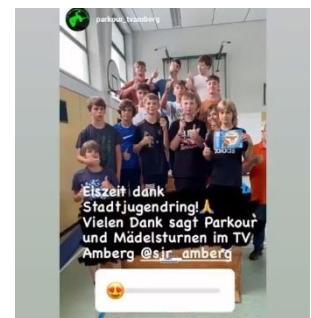 parkour_tvamberg
Eiszeit dank
Stadtjugendring!🙏
Vielen Dank sagt Parkour
und Mädelsturnen im TV
Amberg @sjr_amberg